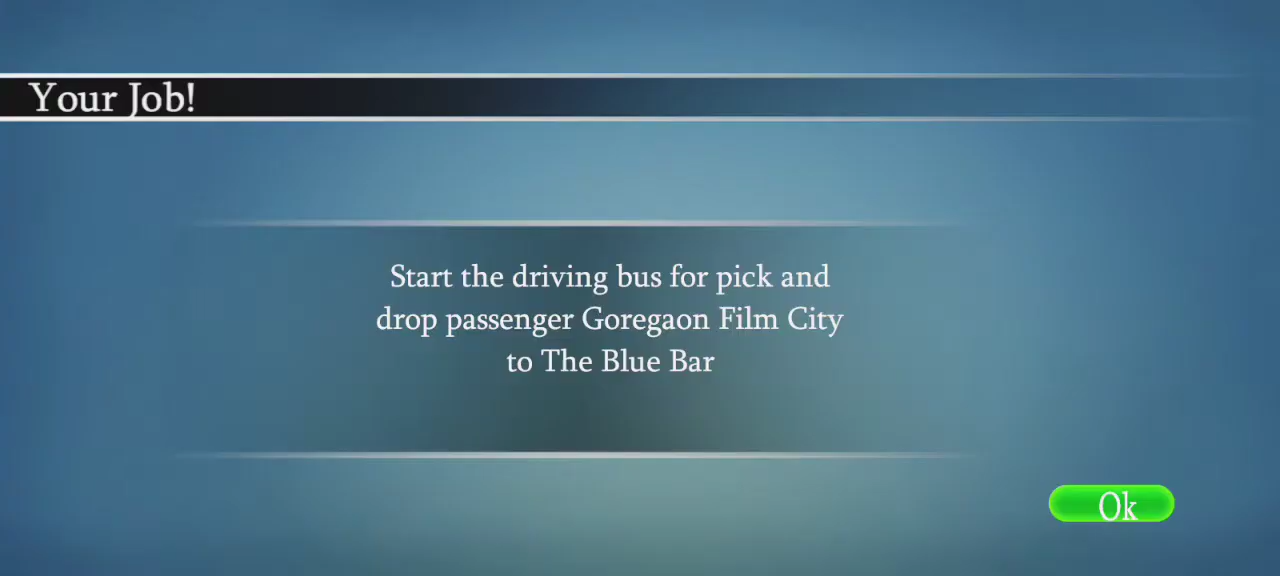 Your Job!
Start the driving bus for pick and
drop passenger Goregaon Film City
to The Blue Bar
Ok